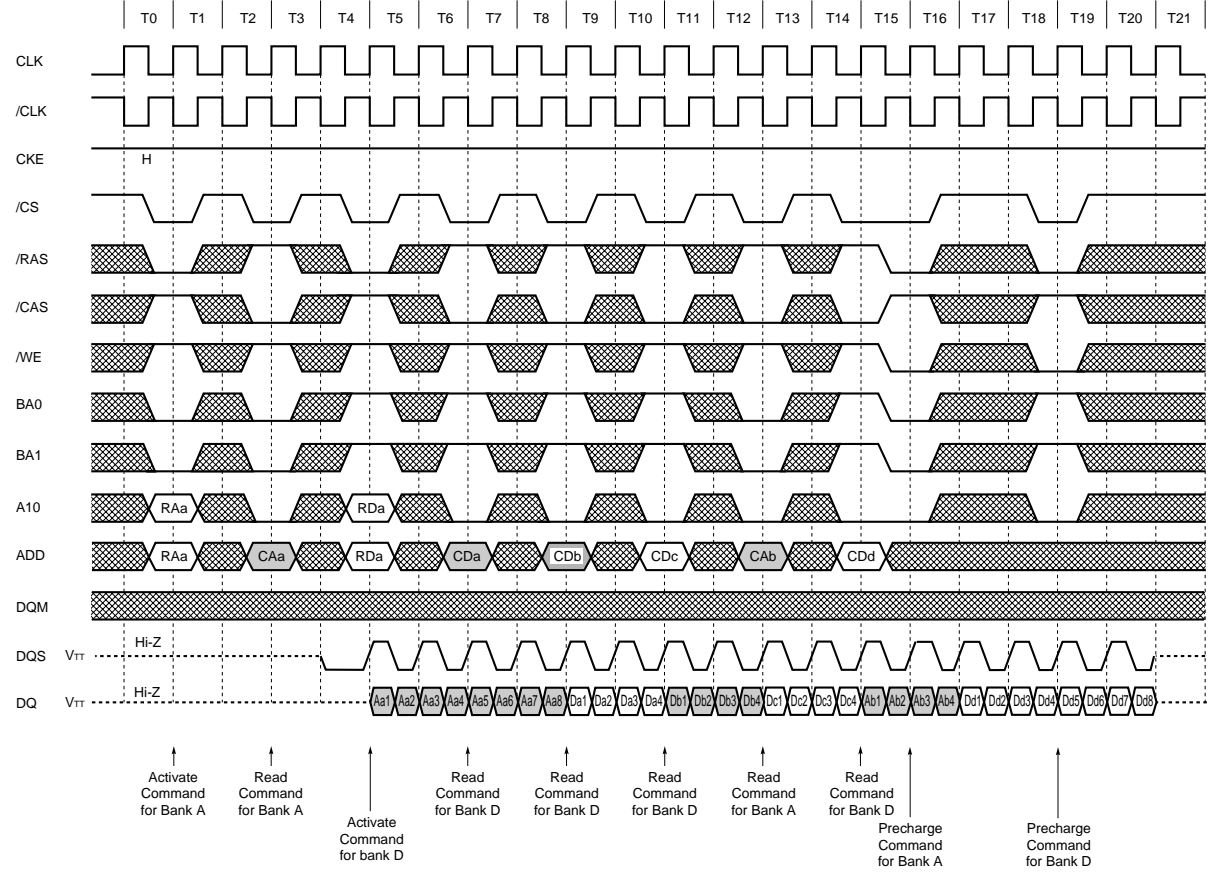 T0 T1 T2 T3 T4 T5 T6 T7 T8 T9 T10 T11 T12 T13 T14 T15 T16 T17 T18 T19 T20 T21
CLK
/CLK
CKE H
/CS
/RAS
/CAS
/WE
BA0
BA1
A10 RAa RDa
ADD RAa CAa RDa CDa CDb CDc CAb CDd
DQM
DQS VTT Hi-Z
DQ VTT Hi-Z Aa1 Aa2 Aa3 Aa4 Aa5 Aa6 Aa7 Aa8 Da1 Da2 Da3 Da4 Db1 Db2 Db3 Db4 Dc1 Dc2 Dc3 Dc4 Ab1 Ab2 Ab3 Ab4 Dd1 Dd2 Dd3 Dd4 Dd5 Dd6 Dd7 Dd8
Activate
Command
for Bank A
Read
Command
for Bank A
Activate
Command
for bank D
Read
Command
for Bank D
Read
Command
for Bank D
Read
Command
for Bank D
Read
Command
for Bank A
Read
Command
for Bank D
Precharge
Command
for Bank A
Precharge
Command
for Bank D